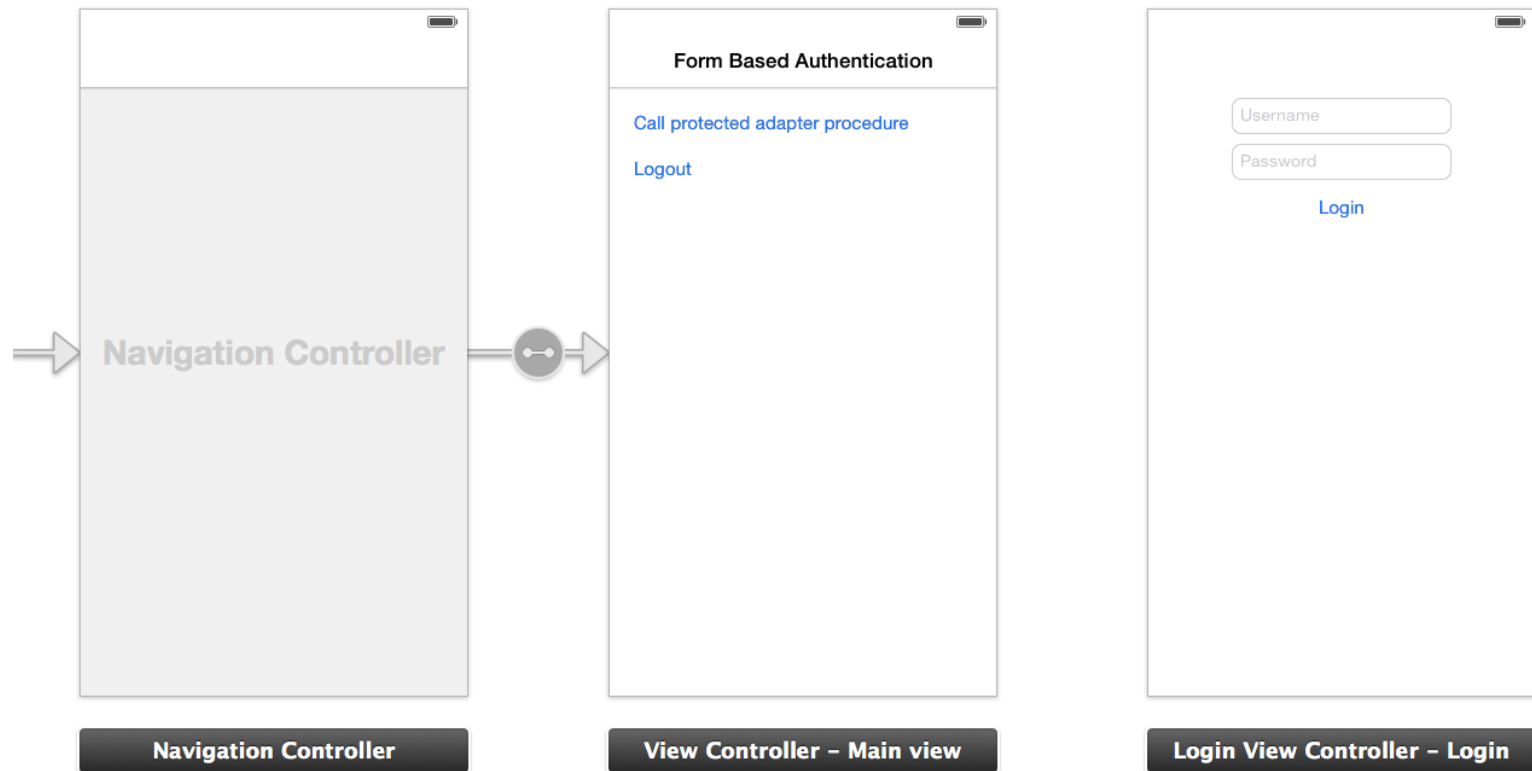 Navigation Controller
Navigation Controller
Form Based Authentication
Call protected adapter procedure
Logout
View Controller – Main view
Username
Password
Login
Login View Controller – Login